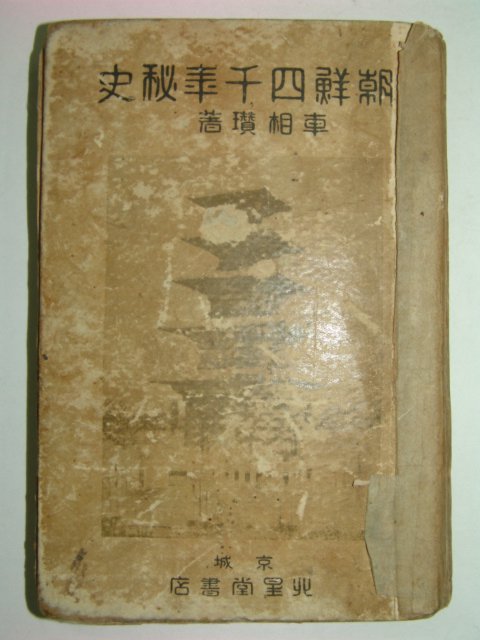 朝鮮四千年秘史
車相瓚著
京城
北星堂書店